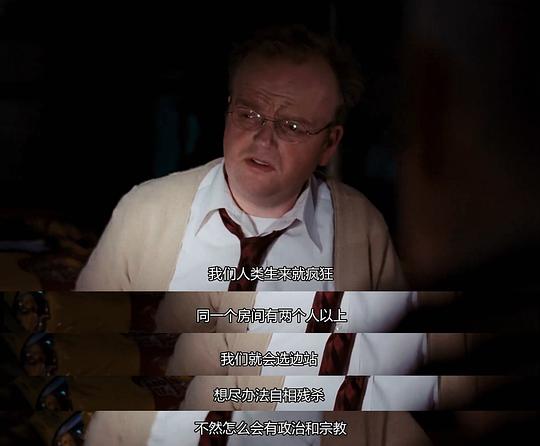 我们人类生来就疯狂
同一个房间有两个人以上
我们就会选边站
想尽办法自相残杀
不然怎么会有政治和宗教